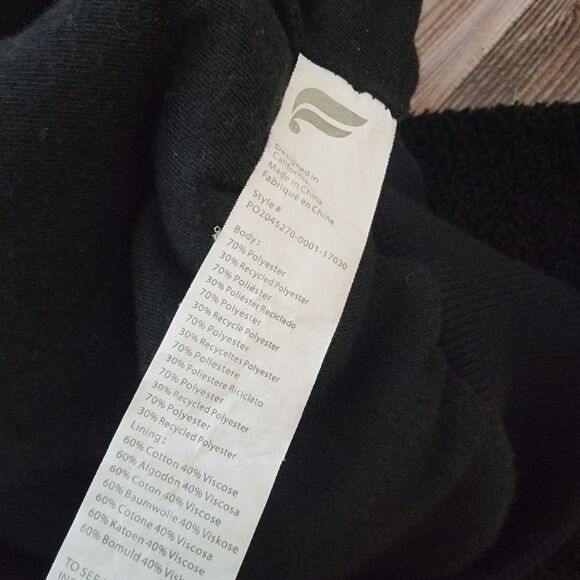 Designed in
California
Made in China
Fabriqué en Chine
Style #
PO2045270-0001-17030
Body:
70% Polyester
30% Recycled Polyester
70% Poliéster
30% Poliéster Reciclado
70% Polyester
30% Recyclé Polyester
70% Polyester
30% Recyceltes Polyester
70% Poliestere
30% Poliestere Riciclato
70% Polyester
30% Recycled Polyester
70% Polyester
30% Recycled Polyester
Lining:
60% Cotton 40% Viscose
60% Algodón 40% Viscosa
60% Coton 40% Viscose
60% Baumwolle 40% Viskose
60% Cotone 40% Viscosa
60% Katoen 40% Viscose
60% Bomuld 40%
TO SEE